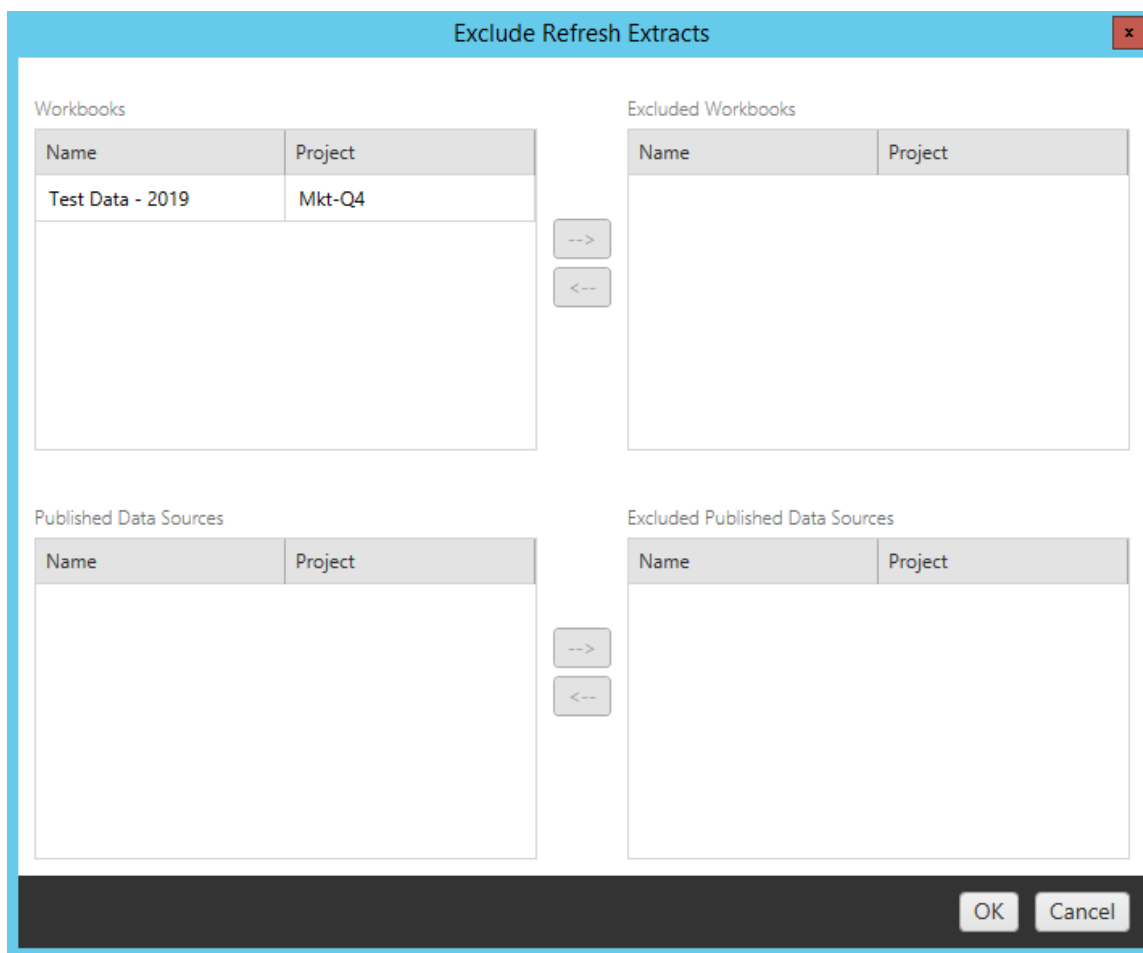 Exclude Refresh Extracts
x
Workbooks
Excluded Workbooks
Name Project
Name Project
Test Data - 2019 Mkt-Q4
-->
<--
Published Data Sources
Excluded Published Data Sources
Name Project
Name Project
-->
<--
OK Cancel